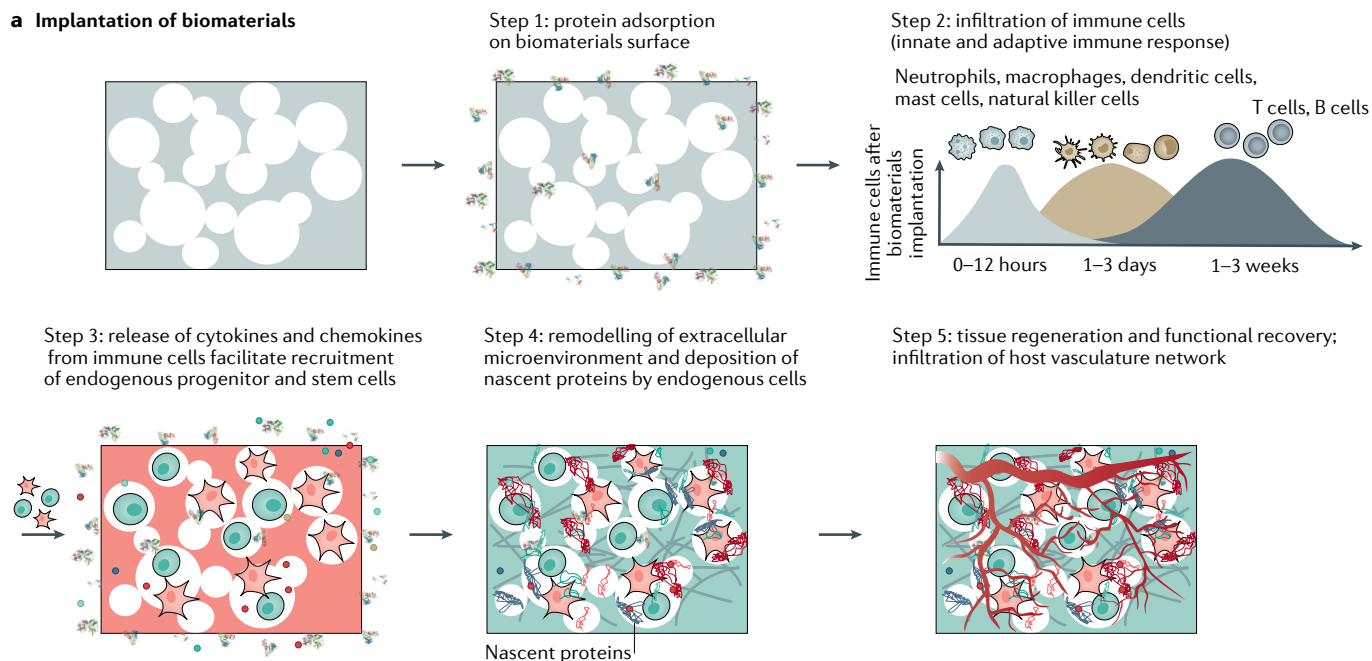 a Implantation of biomaterials
Step 1: protein adsorption
on biomaterials surface
Step 2: infiltration of immune cells
(innate and adaptive immune response)
Neutrophils, macrophages, dendritic cells,
mast cells, natural killer cells
T cells, B cells
Immune cells after
biomaterials
implantation
0–12 hours
1–3 days
1–3 weeks
Step 3: release of cytokines and chemokines
from immune cells facilitate recruitment
of endogenous progenitor and stem cells
Step 4: remodelling of extracellular
microenvironment and deposition of
nascent proteins by endogenous cells
Step 5: tissue regeneration and functional recovery;
infiltration of host vasculature network
Nascent proteins